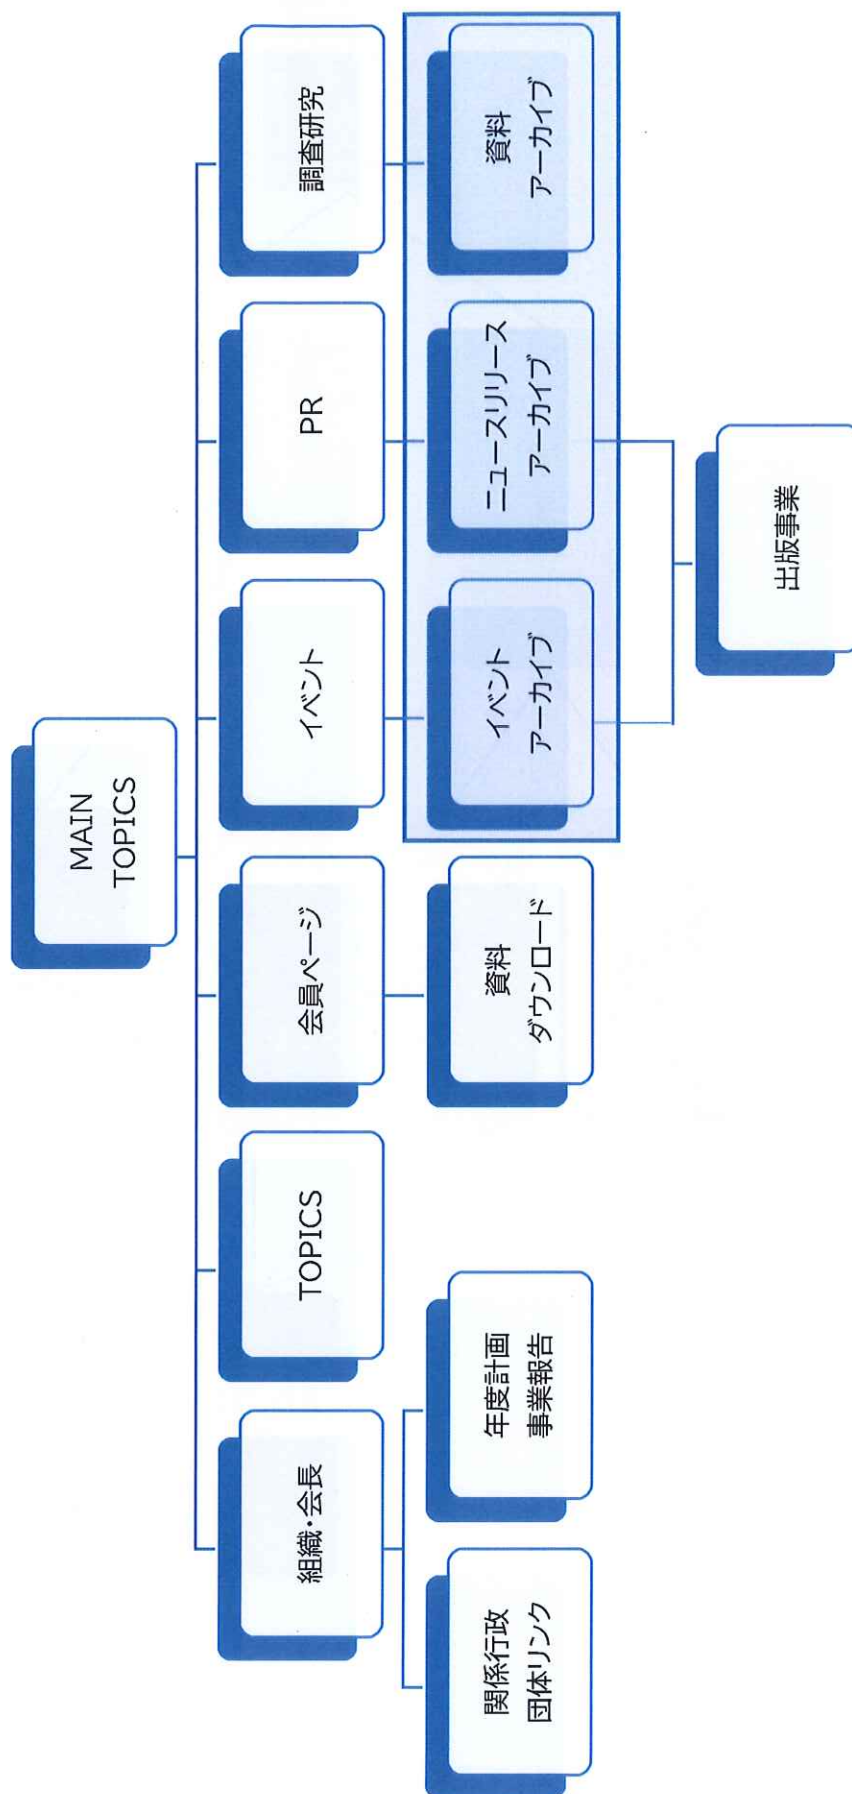 MAIN
TOPICS
組織・会長
TOPICS
会員ページ
イベント
PR
調査研究
関係行政
団体リンク
年度計画
事業報告
資料
ダウンロード
イベント
アーカイブ
ニュースリリース
アーカイブ
資料
アーカイブ
出版事業